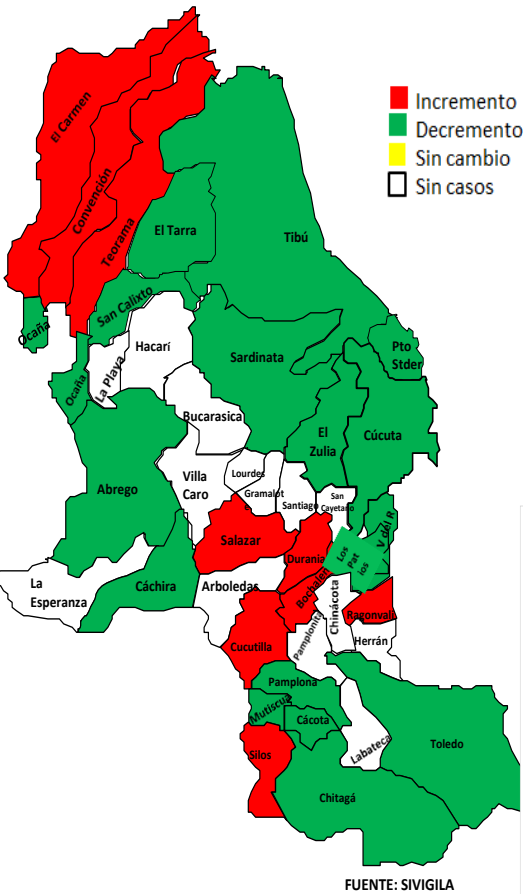 Incremento
Decremento
Sin cambio
Sin casos
El Carmen
Convención
Teorama
El Tarra
Tibú
San Calixto
Ocaña
Hacarí
La Playa
Ocaña
Sardinata
Pto
Stder
Bucarasica
El
Zulia
Cúcuta
Abrego
Villa
Caro
Lourdes
Gramalot
Santiago
San
Cayetano
V del R
Los
Pat
ios
Salazar
Durania
La
Esperanza
Cáchira
Arboledas
Bochalen
Chinácota
Ragonvali
Pamplonita
Herrán
Cucutilla
Pamplona
Mutiscua
Cácota
Labateca
Toledo
Silos
Chitagá
FUENTE: SIVIGILA